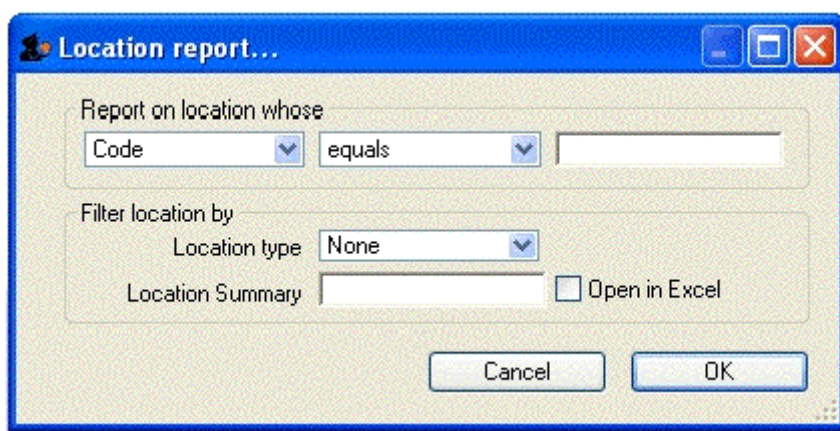 Location report...
Report on location whose
Code equals
Filter location by
Location type None
Location Summary Open in Excel
Cancel OK